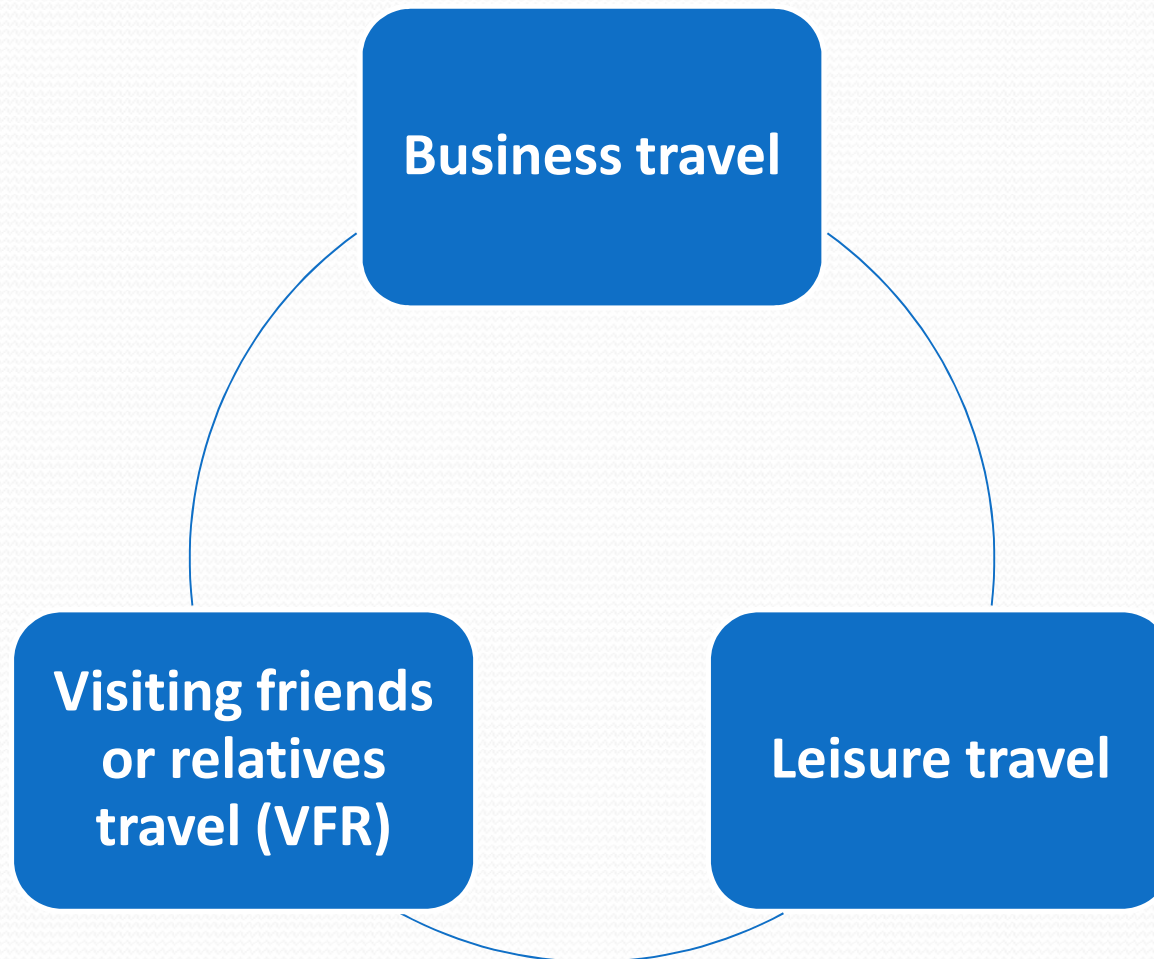 Business travel
Visiting friends
or relatives
travel (VFR)
Leisure travel